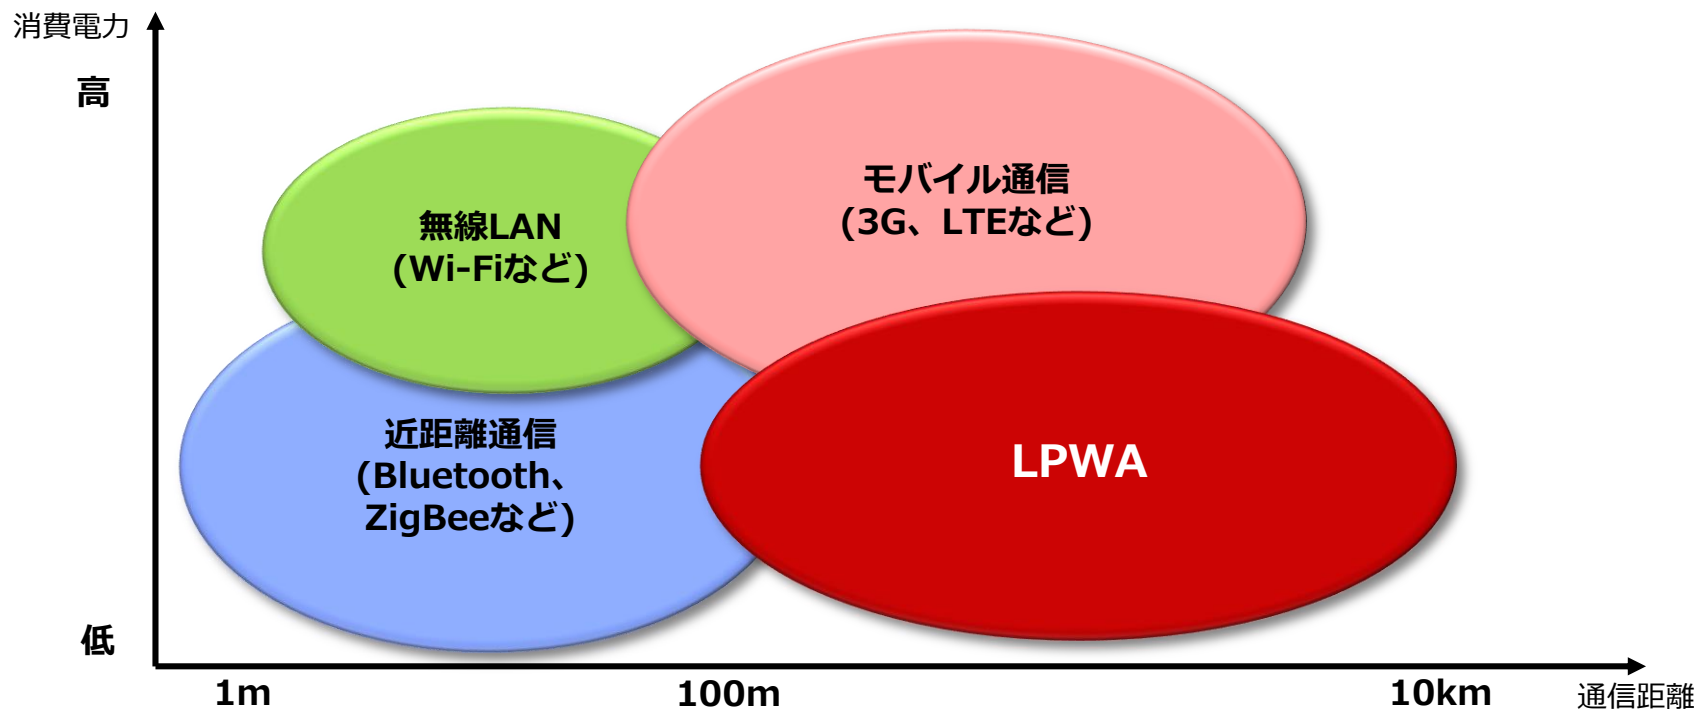 消費電力
高
モバイル通信
(3G、LTEなど)
無線LAN
(Wi-Fiなど)
近距離通信
(Bluetooth、
ZigBeeなど)
LPWA
低
1m
100m
10km
通信距離